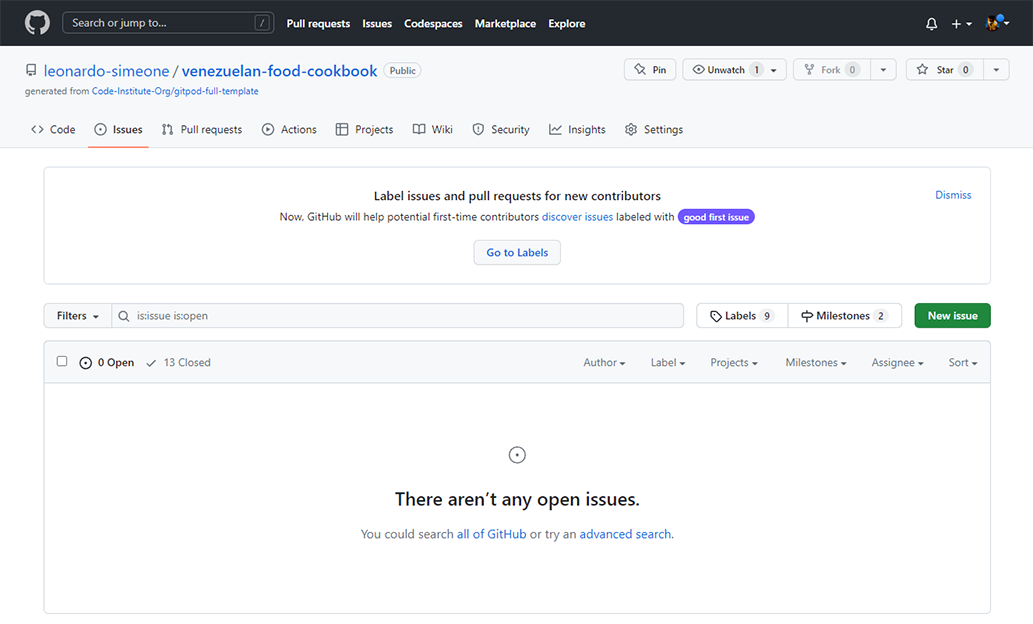 Search or jump to... / Pull requests Issues Codespaces Marketplace Explore
leonardo-simeone / venezuelan-food-cookbook Public Pin Unwatch 1 Fork 0 Star 0
generated from Code-Institute-Org/gitpod-full-template
Code Issues Pull requests Actions Projects Wiki Security Insights Settings
Label issues and pull requests for new contributors Dismiss
Now, GitHub will help potential first-time contributors discover issues labeled with good first issue
Go to Labels
Filters is:issue is:open Labels 9 Milestones 2 New issue
0 Open 13 Closed Author Label Projects Milestones Assignee Sort
There aren’t any open issues.
You could search all of GitHub or try an advanced search.